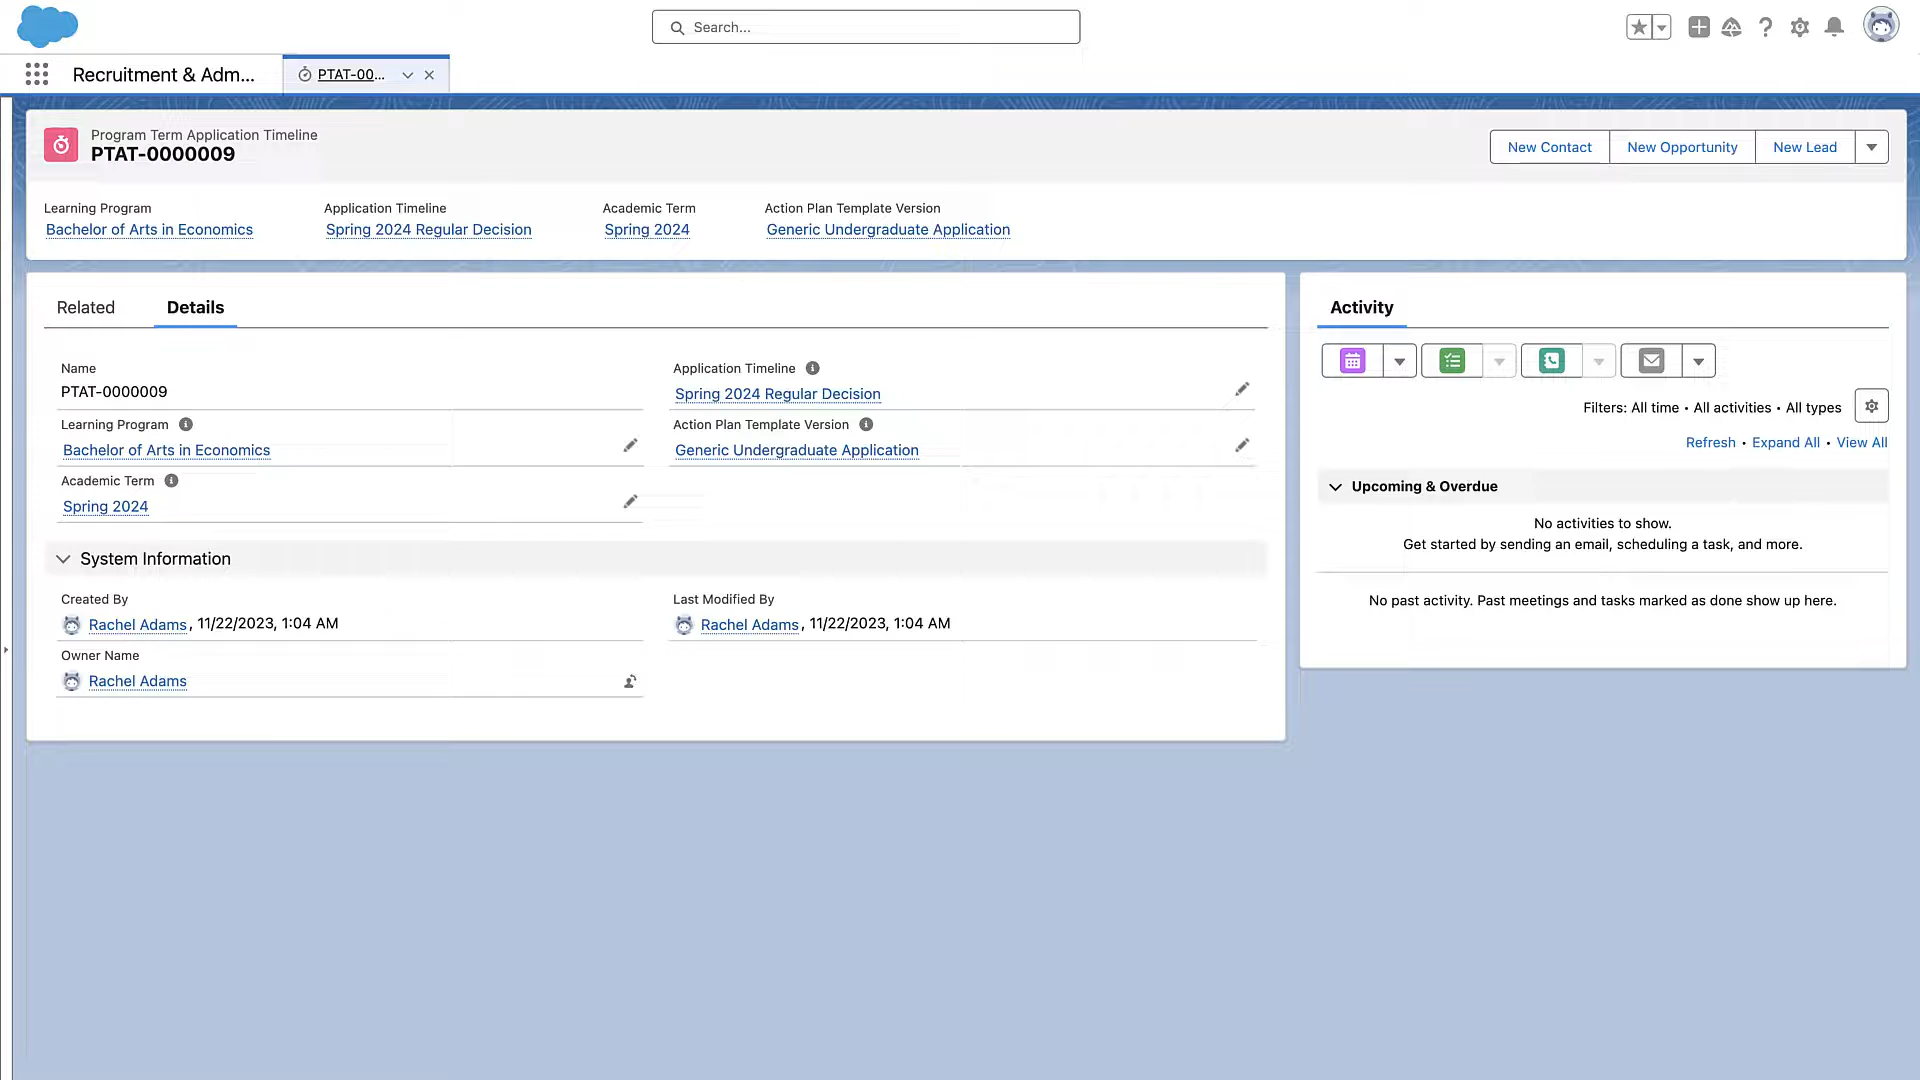 Search...
Recruitment & Adm...
PTAT-00...
Program Term Application Timeline
PTAT-0000009
New Contact
New Opportunity
New Lead
Learning Program
Application Timeline
Academic Term
Action Plan Template Version
Bachelor of Arts in Economics
Spring 2024 Regular Decision
Spring 2024
Generic Undergraduate Application
Related
Details
Name
PTAT-0000009
Application Timeline
Spring 2024 Regular Decision
Learning Program
Bachelor of Arts in Economics
Action Plan Template Version
Generic Undergraduate Application
Academic Term
Spring 2024
System Information
Created By
Rachel Adams, 11/22/2023, 1:04 AM
Last Modified By
Rachel Adams, 11/22/2023, 1:04 AM
Owner Name
Rachel Adams
Activity
Filters: All time • All activities • All types
Refresh • Expand All • View All
Upcoming & Overdue
No activities to show.
Get started by sending an email, scheduling a task, and more.
No past activity. Past meetings and tasks marked as done show up here.